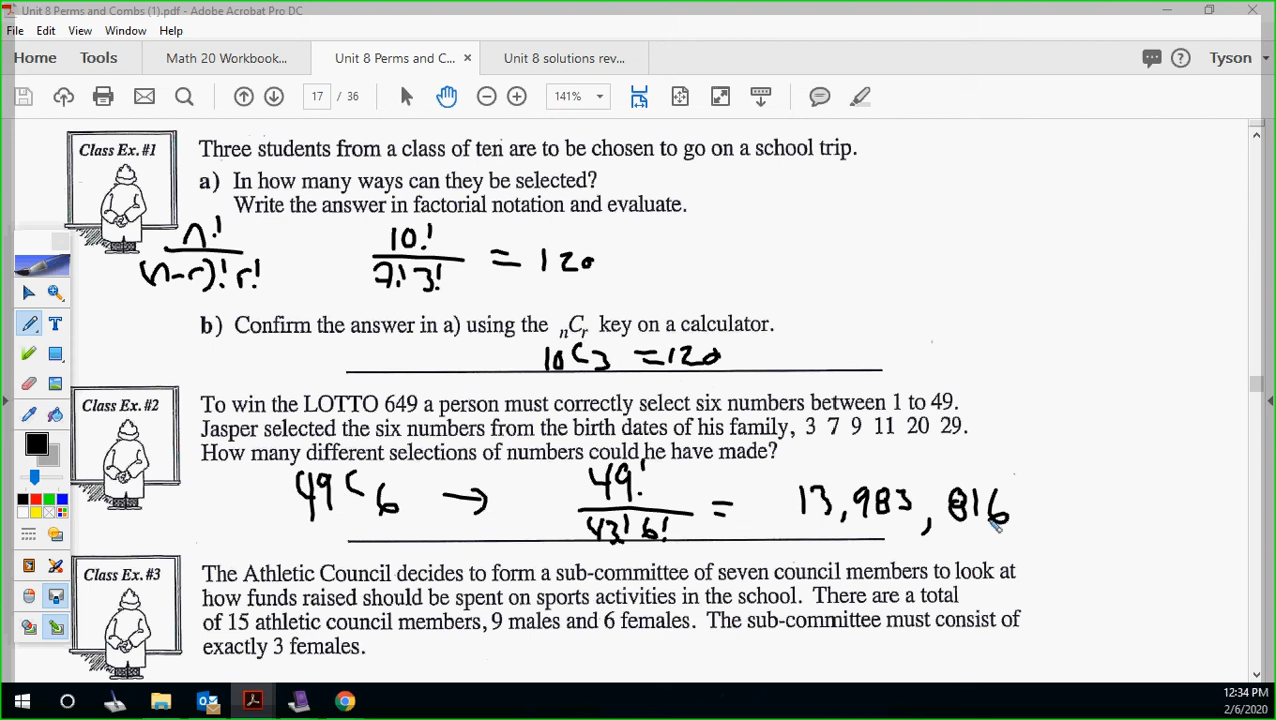 Unit 8 Perms and Combs (1).pdf - Adobe Acrobat Pro DC
File Edit View Window Help
Home Tools Math 20 Workbook... Unit 8 Perms and C... × Unit 8 solutions rev... Tyson
17 / 36 141%
Class Ex. #1
Three students from a class of ten are to be chosen to go on a school trip.
a) In how many ways can they be selected?
Write the answer in factorial notation and evaluate.
n! 10!
(n-r)! r! 7! 3! = 120
b) Confirm the answer in a) using the nCr key on a calculator.
10C3 =120
Class Ex. #2
To win the LOTTO 649 a person must correctly select six numbers between 1 to 49.
Jasper selected the six numbers from the birth dates of his family, 3 7 9 11 20 29.
How many different selections of numbers could he have made?
49C6 → 49! = 13,983,816
43! 6!
Class Ex. #3
The Athletic Council decides to form a sub-committee of seven council members to look at
how funds raised should be spent on sports activities in the school. There are a total
of 15 athletic council members, 9 males and 6 females. The sub-committee must consist of
exactly 3 females.
12:34 PM
2/6/2020